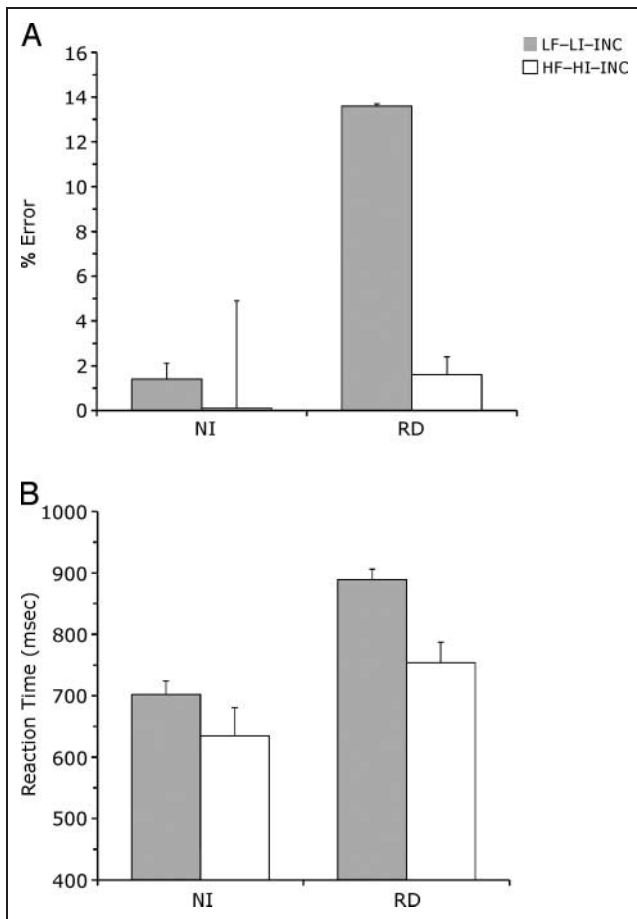 A
LF–LI–INC
HF–HI–INC
16
14
12
10
8
6
4
2
0
% Error
NI RD
B
1000
900
800
700
600
500
400
Reaction Time (msec)
NI RD